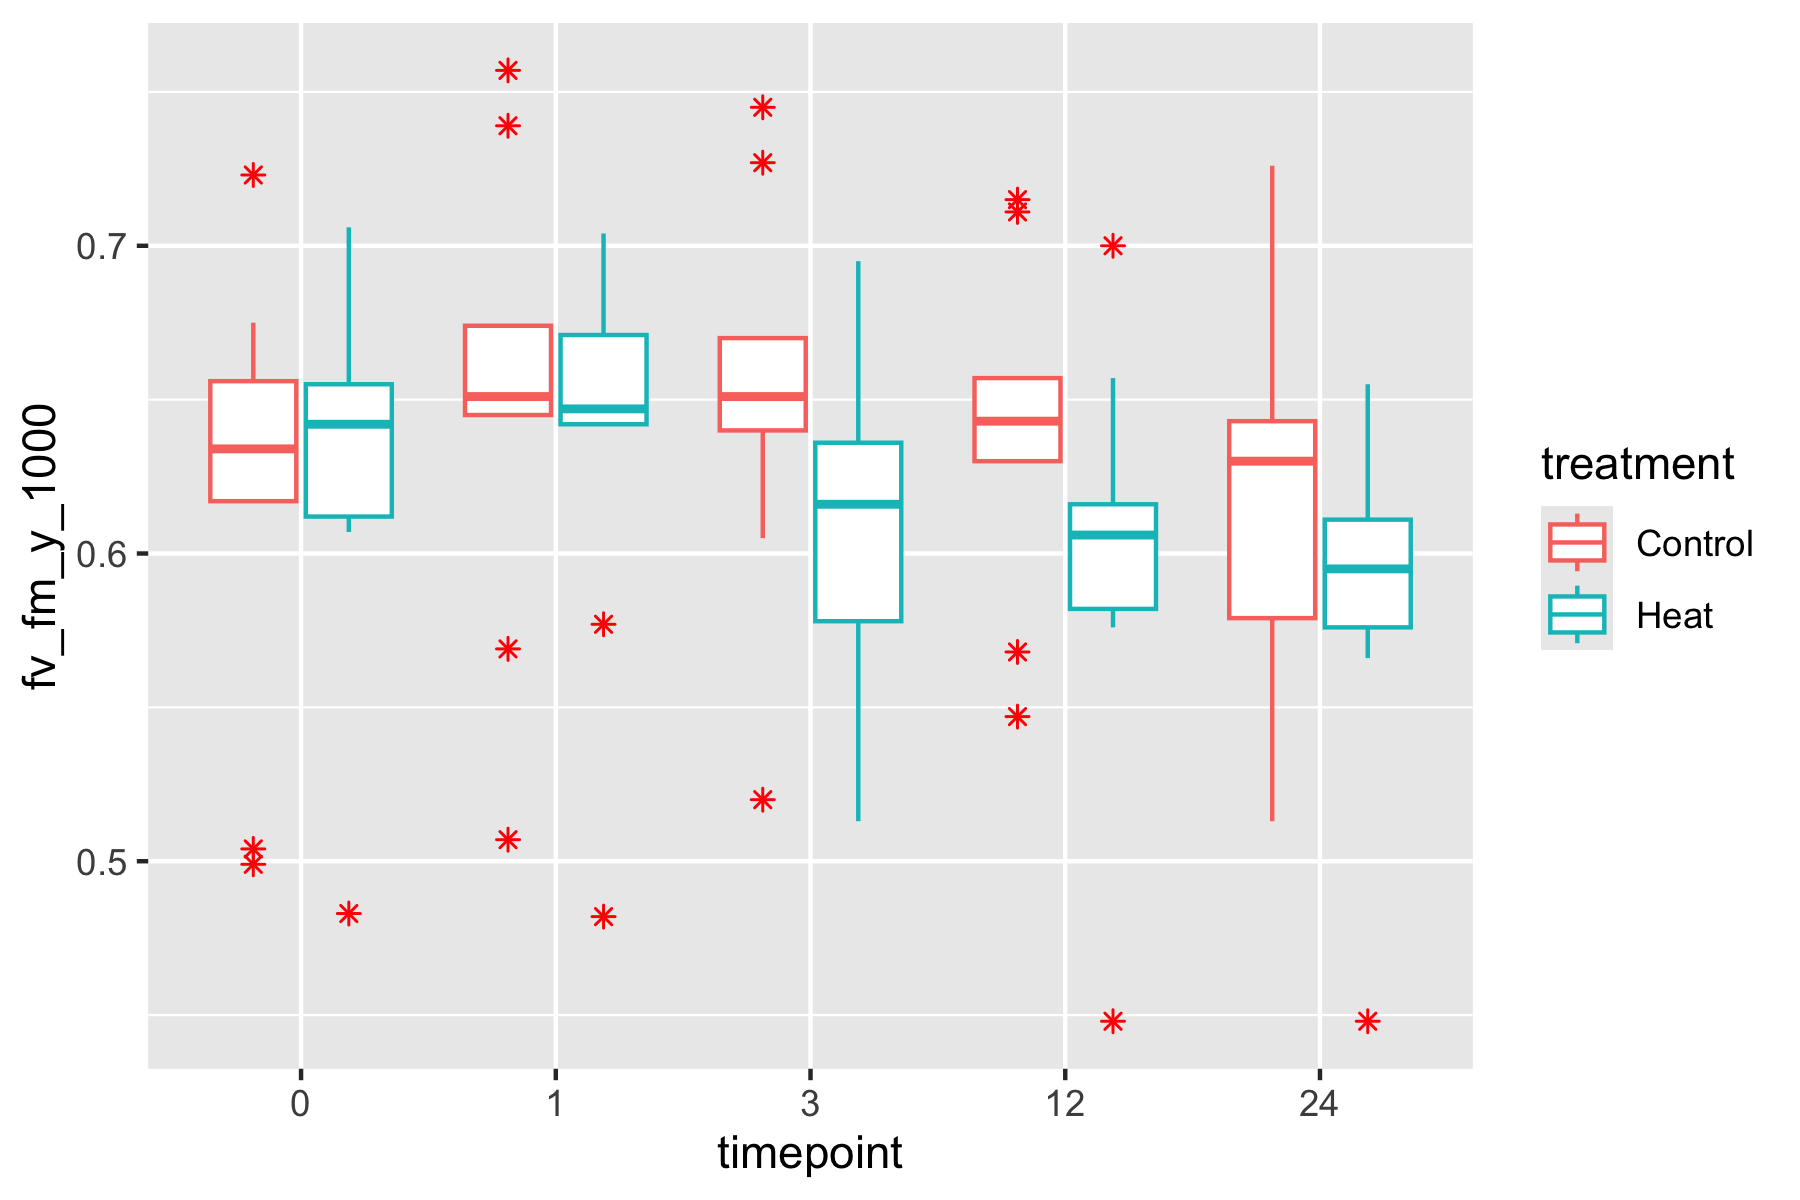 fv_fm_y_1000
0.7
0.6
0.5
0 1 3 12 24
timepoint
treatment
Control
Heat